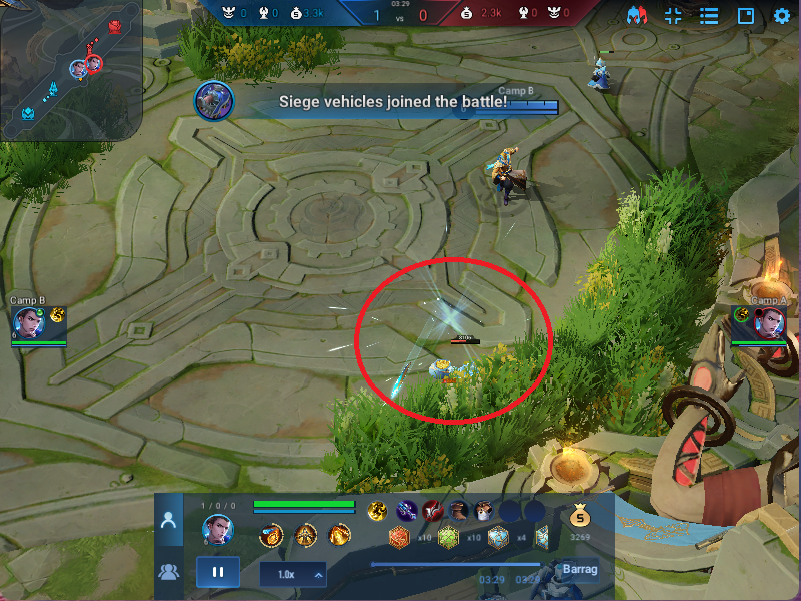 03:29
0 0 3.3k 1 vs 0 2.3k 0 0
Camp B
Siege vehicles joined the battle!
Camp B
Camp A
1 / 0 / 0
x10 x10 x4
3269
1.0x
03:29 03:29
Barrag